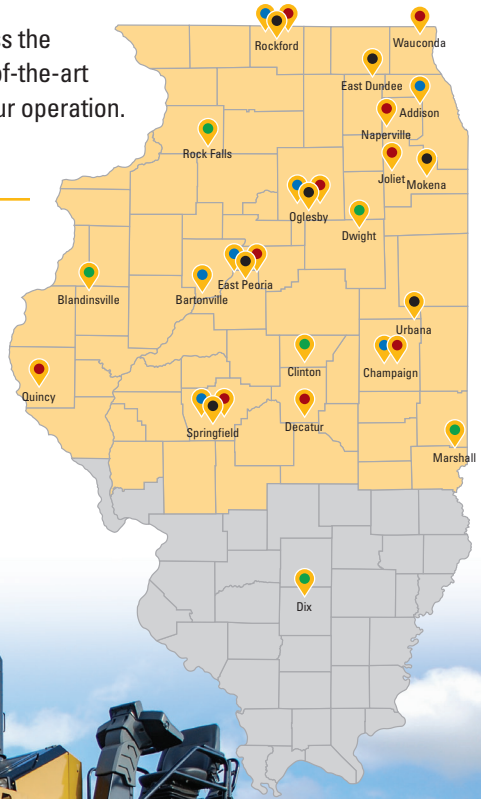 ss the
of-the-art
ur operation.
Rockford
Wauconda
East Dundee
Addison
Naperville
Rock Falls
Joliet
Mokena
Oglesby
Dwight
East Peoria
Blandinsville
Bartonville
Urbana
Clinton
Champaign
Quincy
Decatur
Springfield
Marshall
Dix